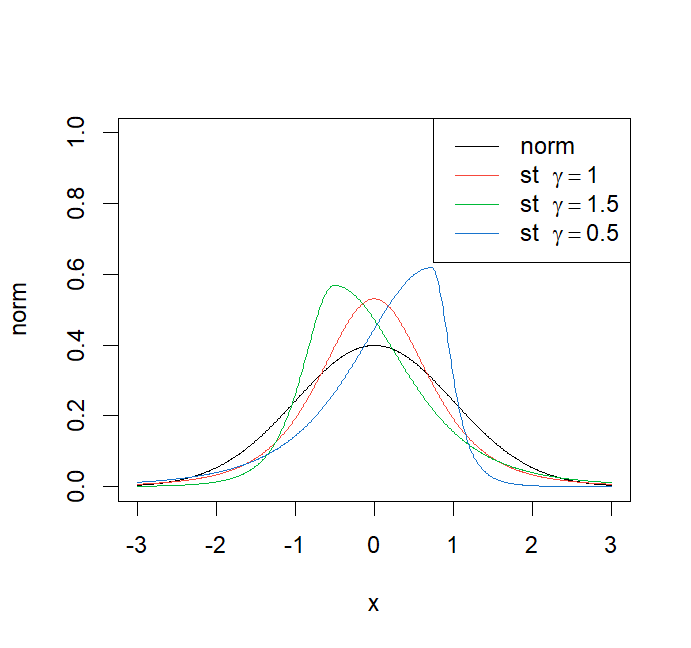 norm
st γ = 1
st γ = 1.5
st γ = 0.5
1.0
0.8
0.6
0.4
0.2
0.0
norm
-3 -2 -1 0 1 2 3
x